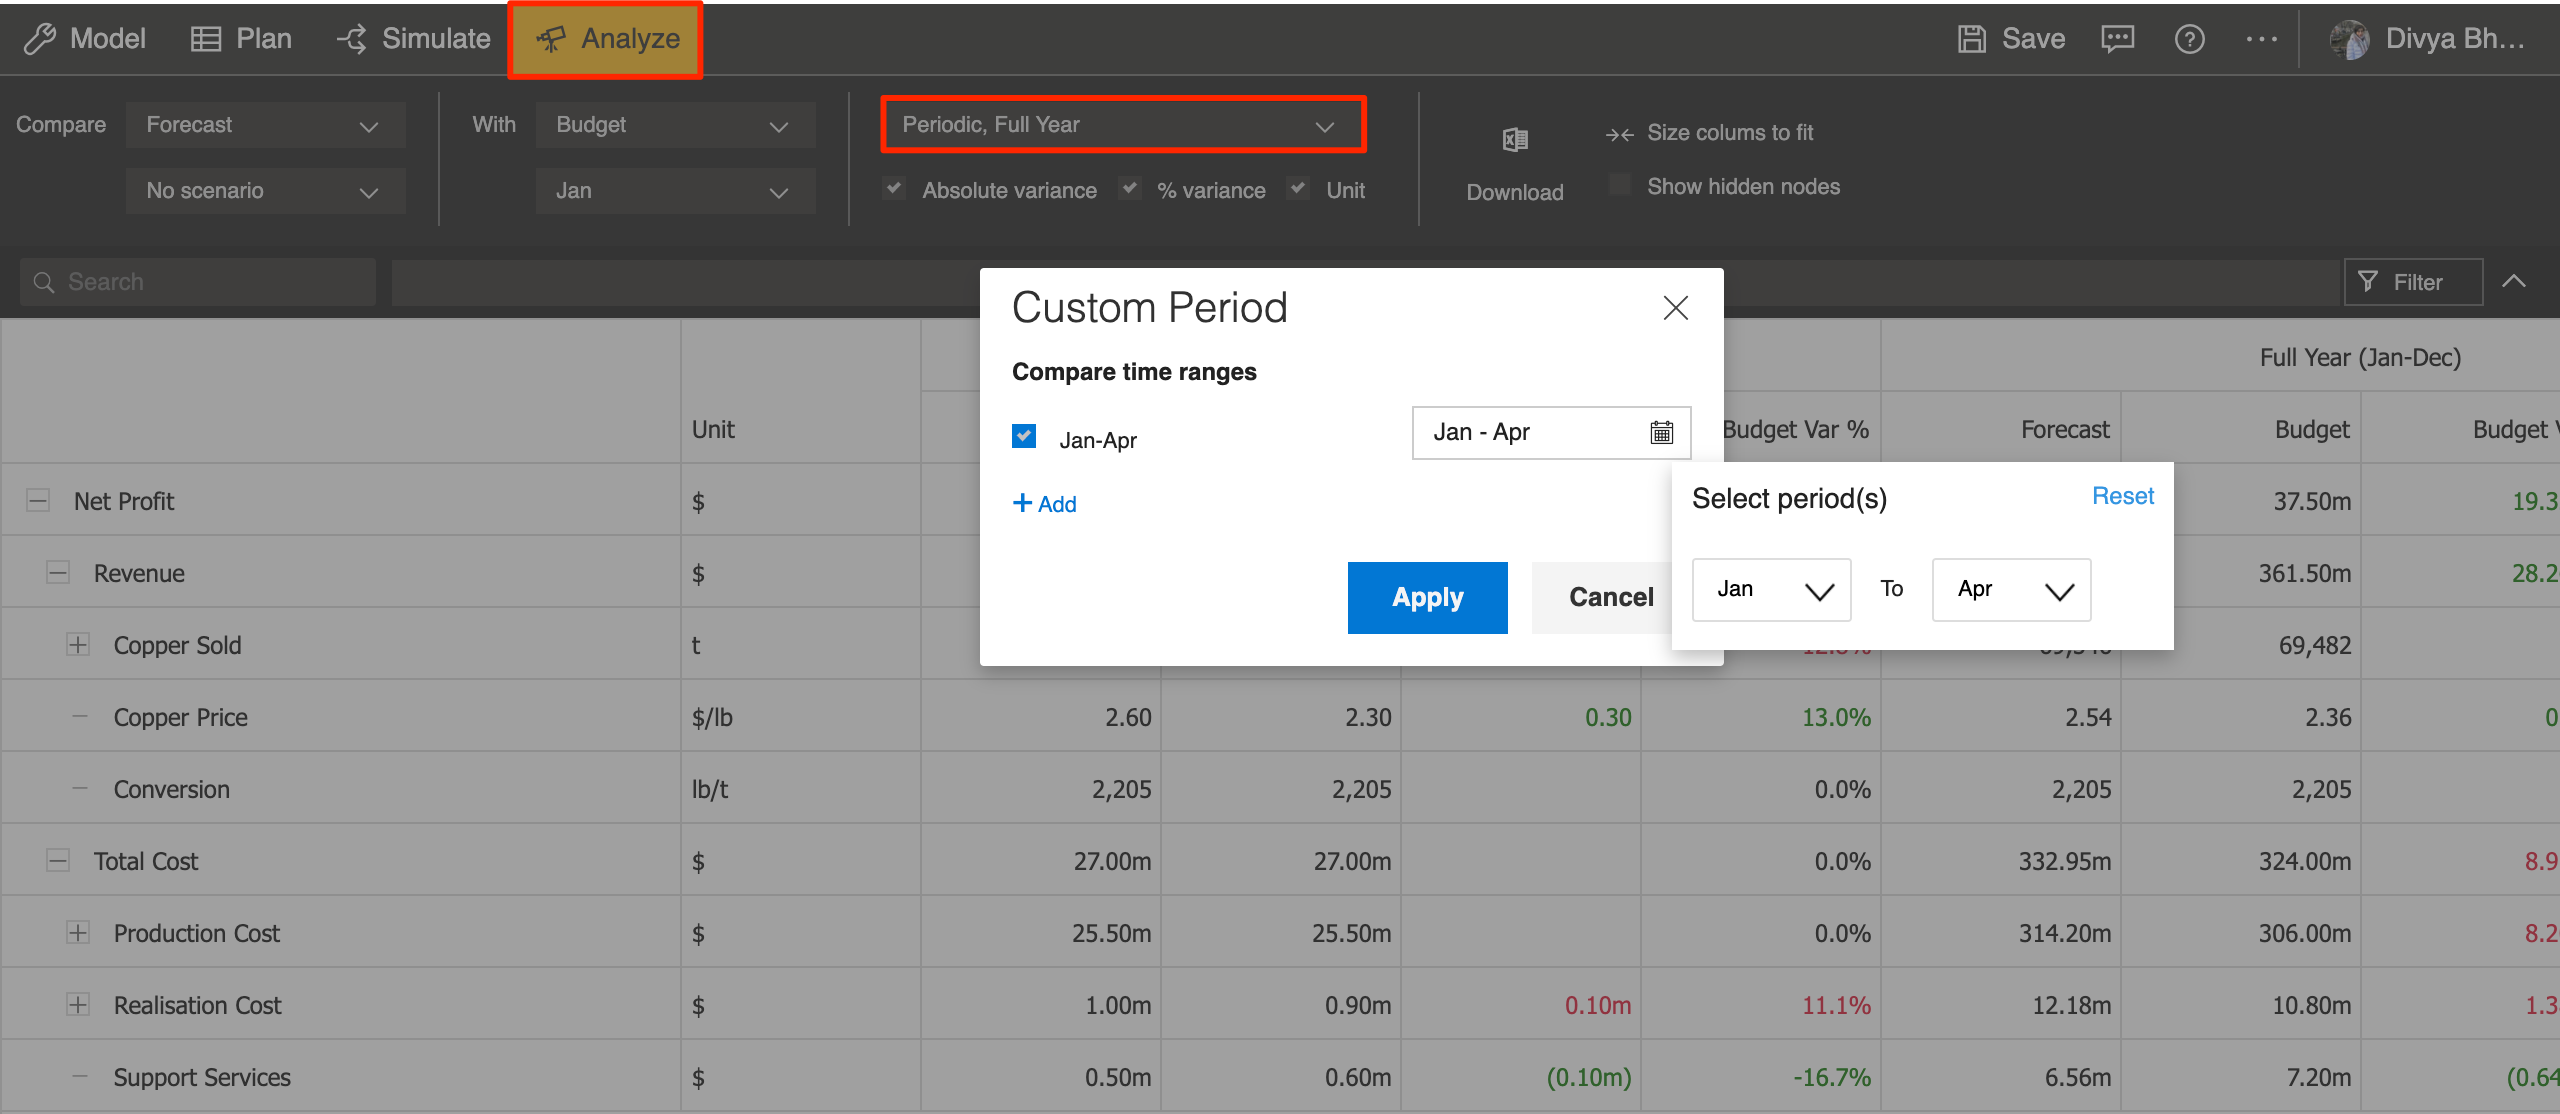 Model Plan Simulate Analyze Save Divya Bh...
Compare Forecast With Budget Periodic, Full Year
No scenario Jan
Absolute variance % variance Unit
Download
Size colums to fit
Show hidden nodes
Search Filter
Custom Period
Compare time ranges
Jan-Apr Jan - Apr
+ Add
Apply Cancel
Select period(s) Reset
Jan To Apr
Full Year (Jan-Dec)
Unit Budget Var % Forecast Budget Budget
Net Profit $ 37.50m 19.3
Revenue $ 361.50m 28.2
Copper Sold t 69,482
Copper Price $/lb 2.60 2.30 0.30 13.0% 2.54 2.36 0
Conversion lb/t 2,205 2,205 0.0% 2,205 2,205
Total Cost $ 27.00m 27.00m 0.0% 332.95m 324.00m 8.9
Production Cost $ 25.50m 25.50m 0.0% 314.20m 306.00m 8.2
Realisation Cost $ 1.00m 0.90m 0.10m 11.1% 12.18m 10.80m 1.3
Support Services $ 0.50m 0.60m (0.10m) -16.7% 6.56m 7.20m (0.64